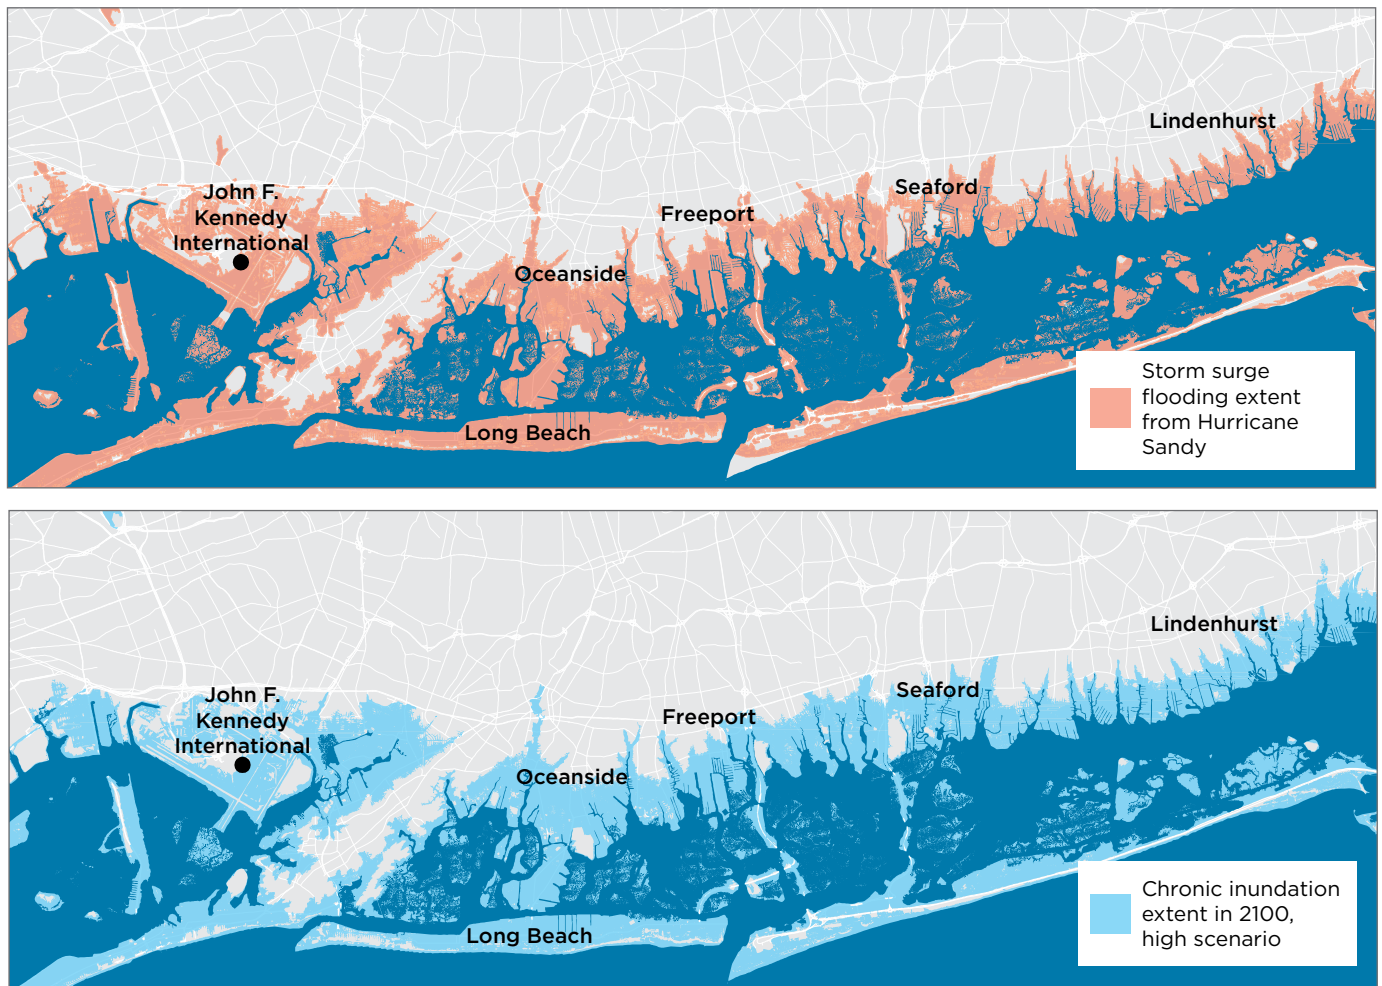 Lindenhurst
John F.
Kennedy
International
Seaford
Freeport
Oceanside
Long Beach
Storm surge
flooding extent
from Hurricane
Sandy
Lindenhurst
John F.
Kennedy
International
Seaford
Freeport
Oceanside
Long Beach
Chronic inundation
extent in 2100,
high scenario